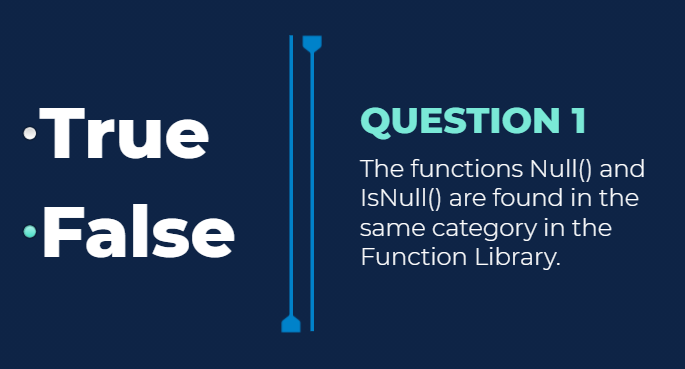 True
False
QUESTION 1
The functions Null() and
IsNull() are found in the
same category in the
Function Library.